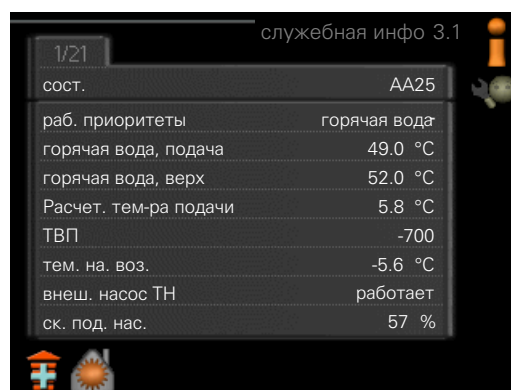 служебная инфо 3.1
1/21
сост. AA25
раб. приоритеты горячая вода
горячая вода, подача 49.0 °C
горячая вода, верх 52.0 °C
Расчет. тем-ра подачи 5.8 °C
ТВП -700
тем. на. воз. -5.6 °C
внеш. насос ТН работает
ск. под. нас. 57 %